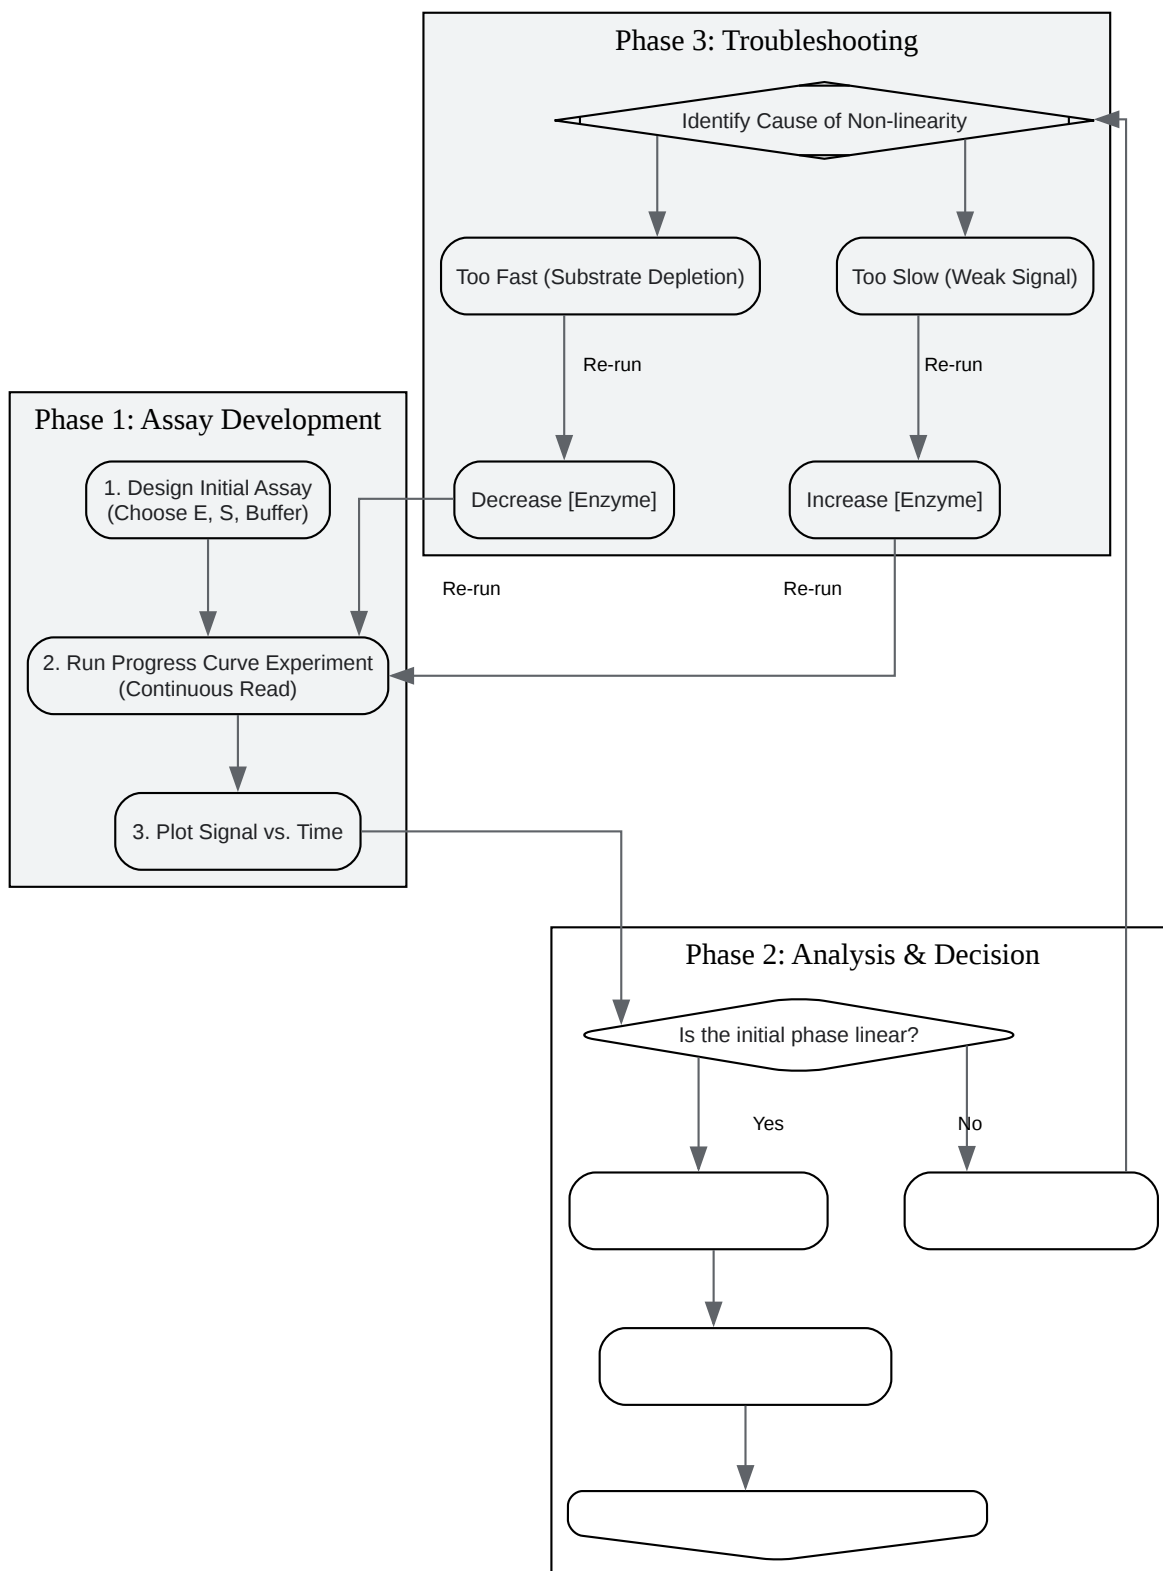 Phase 3: Troubleshooting
Identify Cause of Non-linearity
Too Fast (Substrate Depletion)
Too Slow (Weak Signal)
Re-run
Re-run
Decrease [Enzyme]
Increase [Enzyme]
Re-run
Re-run
Phase 1: Assay Development
1. Design Initial Assay
(Choose E, S, Buffer)
2. Run Progress Curve Experiment
(Continuous Read)
3. Plot Signal vs. Time
Phase 2: Analysis & Decision
Is the initial phase linear?
Yes
No